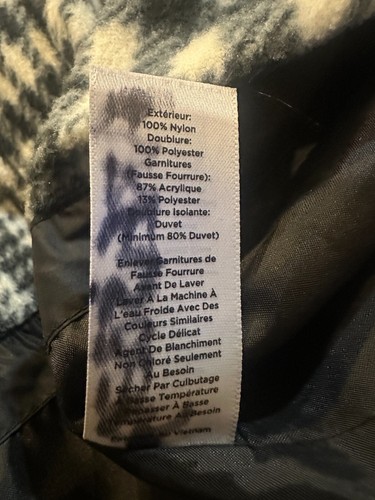 Extérieur:
100% Nylon
Doublure:
100% Polyester
Garnitures
(Fausse Fourrure):
87% Acrylique
13% Polyester
Doublure Isolante:
Duvet
(Minimum 80% Duvet)
Enlever Garnitures de
Fausse Fourrure
Avant De Laver
Laver À La Machine À
L'eau Froide Avec Des
Couleurs Similaires
Cycle Délicat
Agent De Blanchiment
Non Chloré Seulement
Au Besoin
Sécher Par Culbutage
À Basse Température
Repasser À Basse
Température Au Besoin
Vietnam